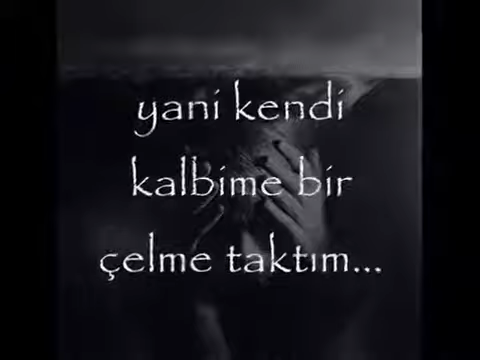 yani kendi
kalbime bir
çelme taktım...